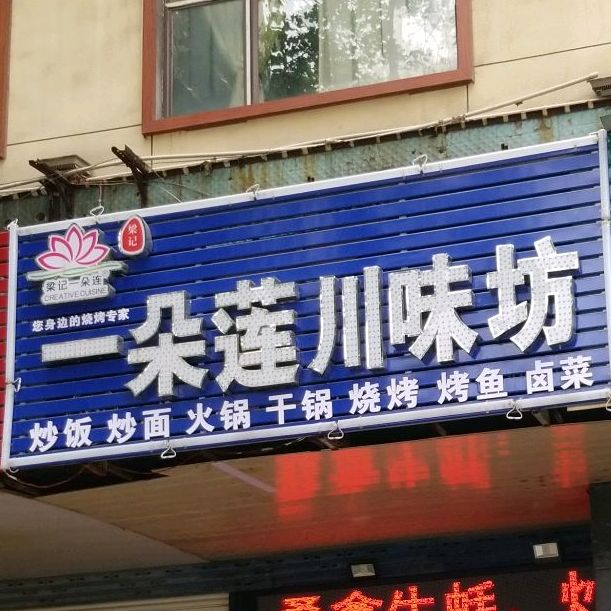 梁记
梁记一朵连
CREATIVE CUISINE
您身边的烧烤专家
一朵莲川味坊
炒饭 炒面 火锅 干锅 烧烤 烤鱼 卤菜